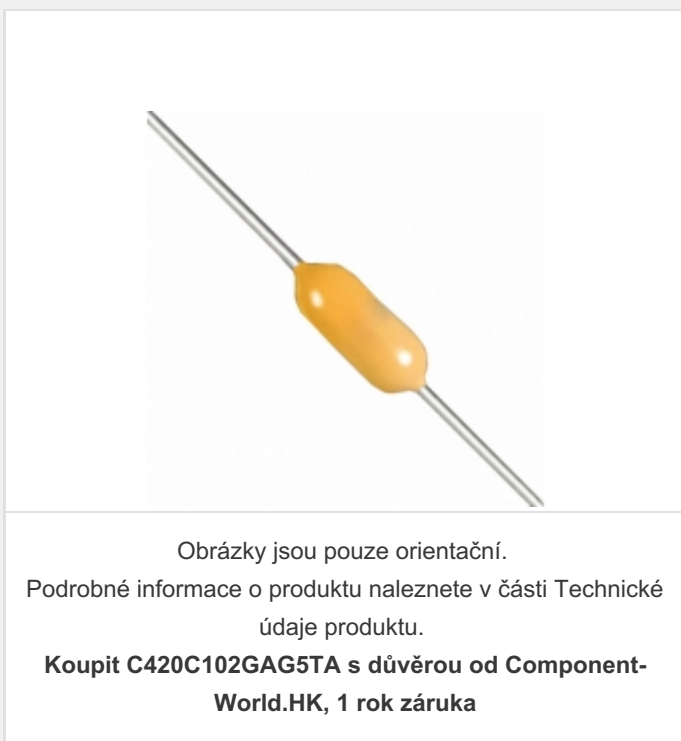 Obrázky jsou pouze orientační.
Podrobné informace o produktu naleznete v části Technické
údaje produktu.
Koupit C420C102GAG5TA s důvěrou od Component-
World.HK, 1 rok záruka